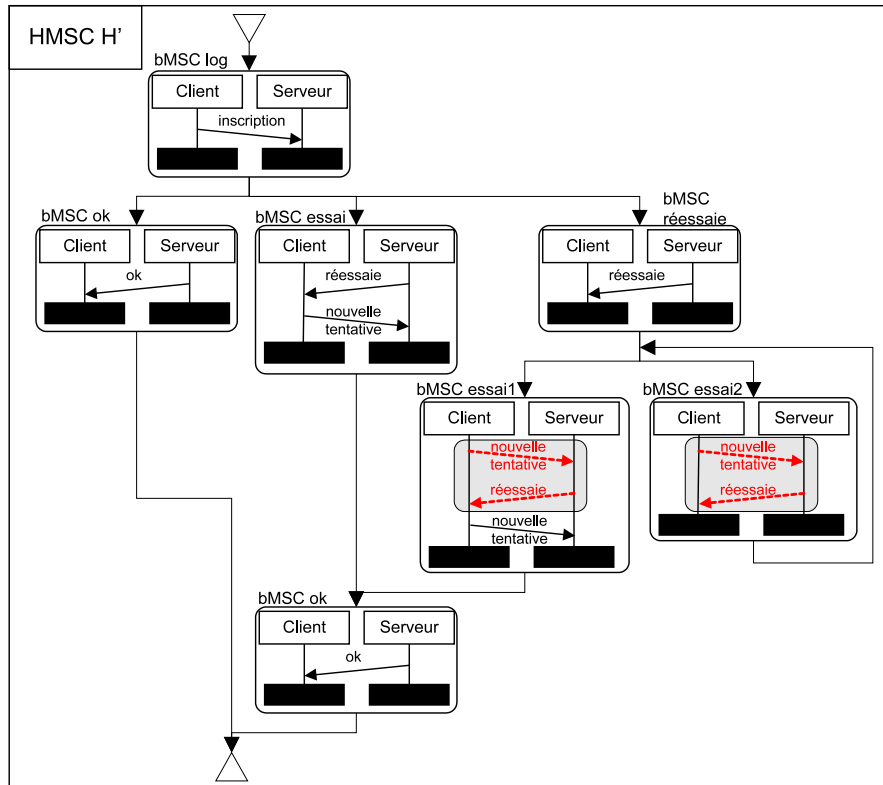 HMSC H'
bMSC log
Client Serveur
inscription
bMSC ok
Client Serveur
ok
bMSC essai
Client Serveur
réessaie
nouvelle
tentative
bMSC
réessaie
Client Serveur
réessaie
bMSC essai1
Client Serveur
nouvelle
tentative
réessaie
nouvelle
tentative
bMSC essai2
Client Serveur
nouvelle
tentative
réessaie
bMSC ok
Client Serveur
ok